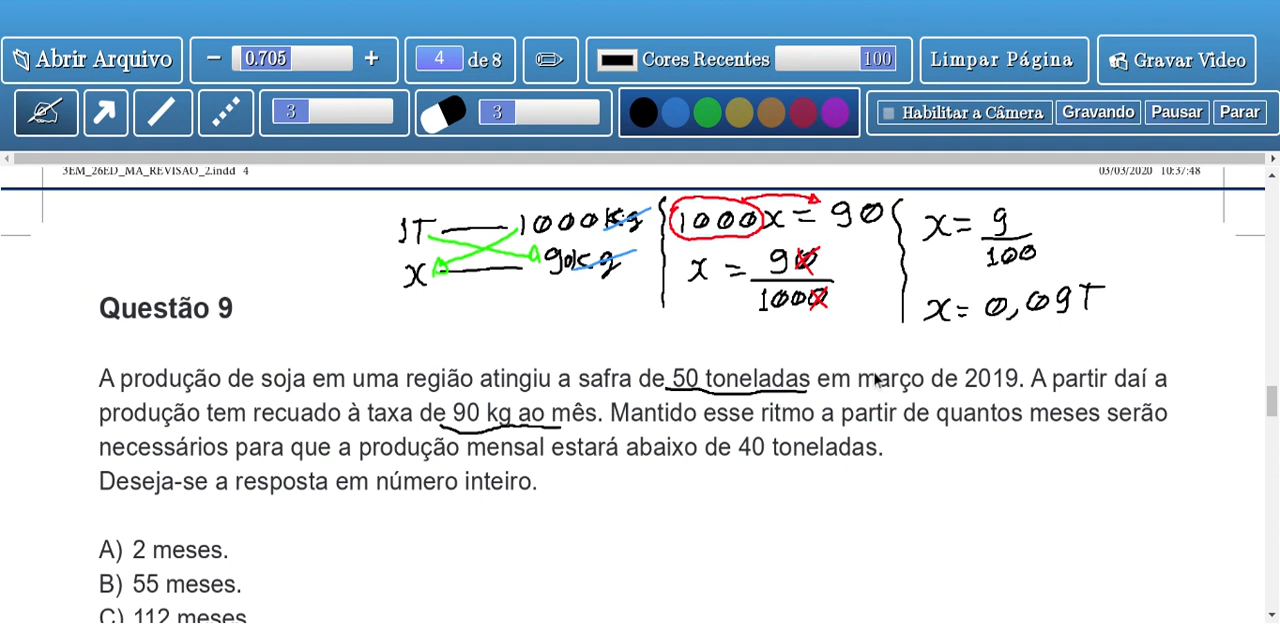 Abrir Arquivo − 0.705 + 4 de 8 Cores Recentes 100 Limpar Página Gravar Video
3 3 Habilitar a Câmera Gravando Pausar Parar
3EM_26ED_MA_REVISAO_2.indd 4 03/03/2020 10:37:48
1T 1000kg 1000x = 90 x = 9/100
x 90kg x = 90/1000 x = 0,09T
Questão 9
A produção de soja em uma região atingiu a safra de 50 toneladas em março de 2019. A partir daí a
produção tem recuado à taxa de 90 kg ao mês. Mantido esse ritmo a partir de quantos meses serão
necessários para que a produção mensal estará abaixo de 40 toneladas.
Deseja-se a resposta em número inteiro.
A) 2 meses.
B) 55 meses.
C) 112 meses